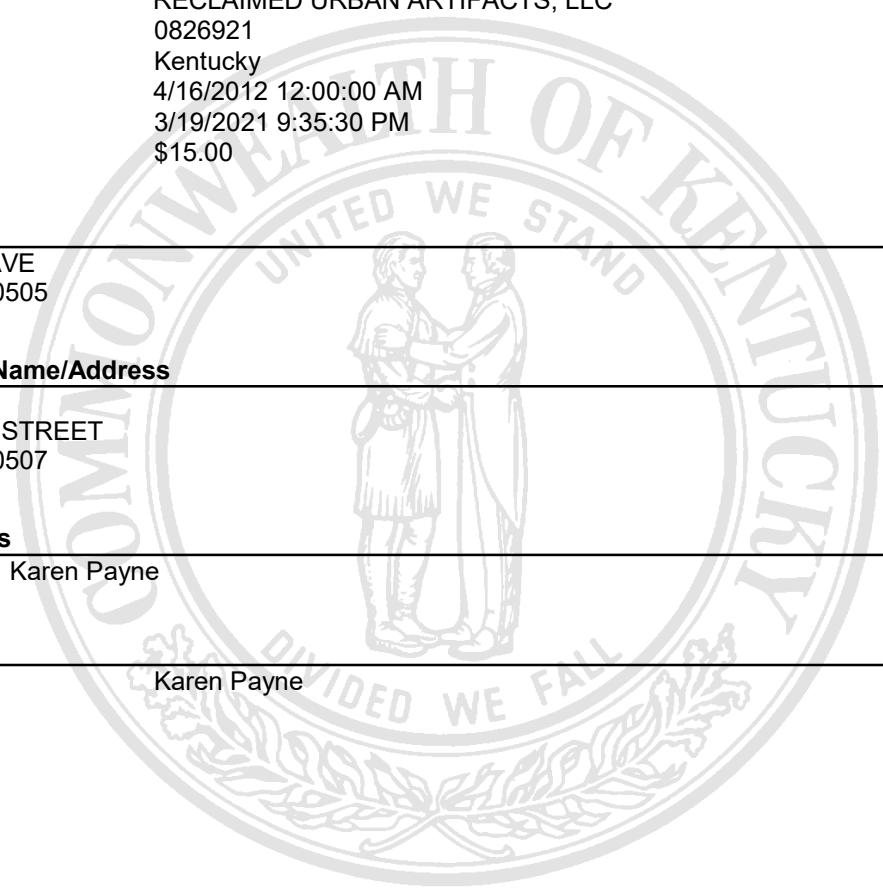 RECLAIMED URBAN ARTIFACTS, LLC
0826921
Kentucky
4/16/2012 12:00:00 AM
3/19/2021 9:35:30 PM
$15.00
COMMONWEALTH OF KENTUCKY
UNITED WE STAND
VE
0505
Name/Address
STREET
0507
s
Karen Payne
Karen Payne
DIVIDED WE FALL